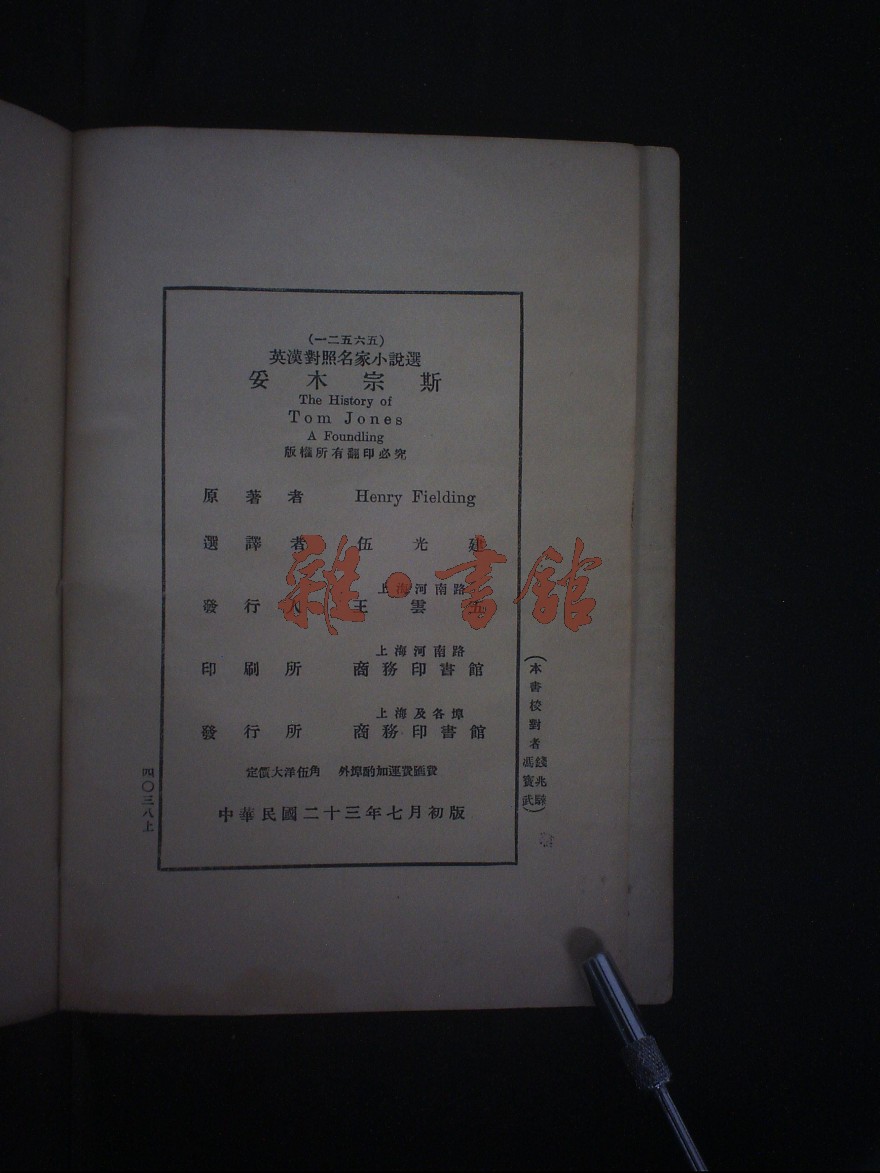 (一二五六五)
英漢對照名家小說選
妥木宗斯
The History of
Tom Jones
A Foundling
版權所有翻印必究
原著者 Henry Fielding
選譯者 伍光建
上海河南路
發行人 王雲五
上海河南路
印刷所 商務印書館
上海及各埠
發行所 商務印書館
定價大洋伍角 外埠酌加運費匯費
中華民國二十三年七月初版
四〇三八上
(本書校對者
錢兆
馮寶武)
雜·書館